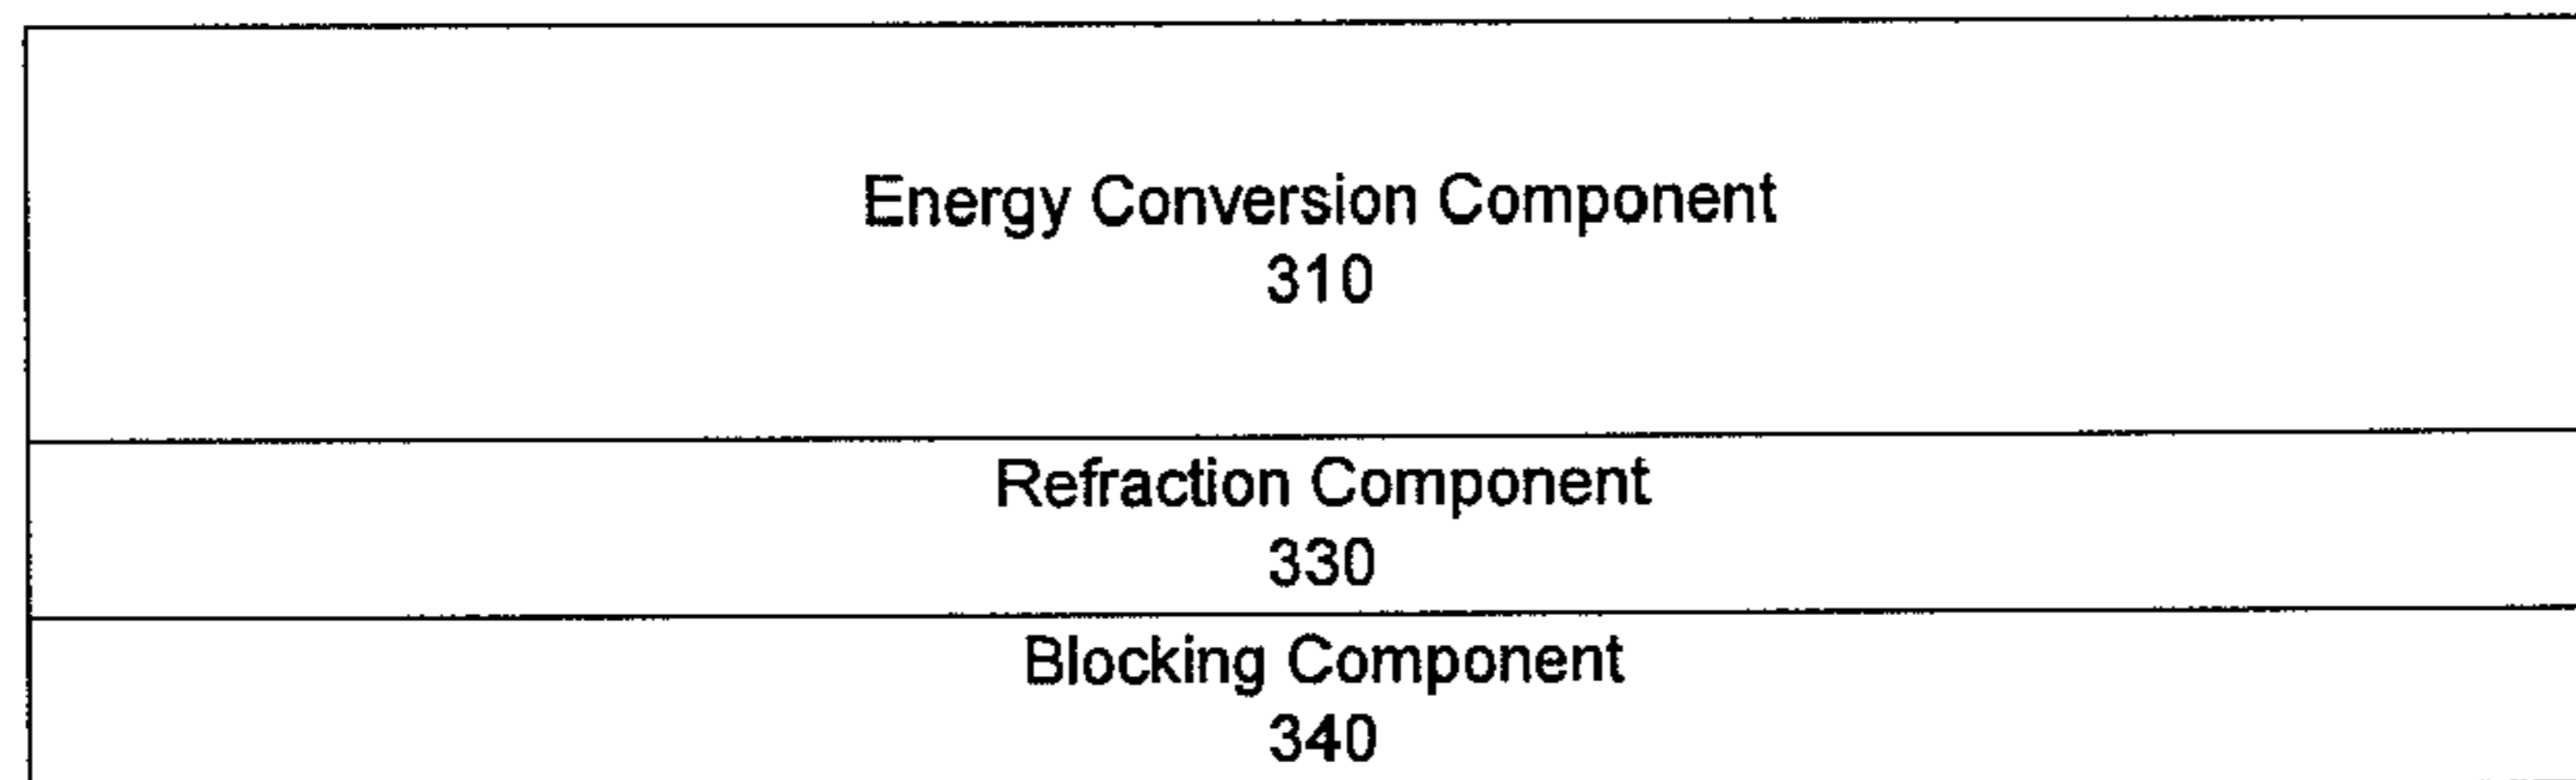 Energy Conversion Component
310
Refraction Component
330
Blocking Component
340